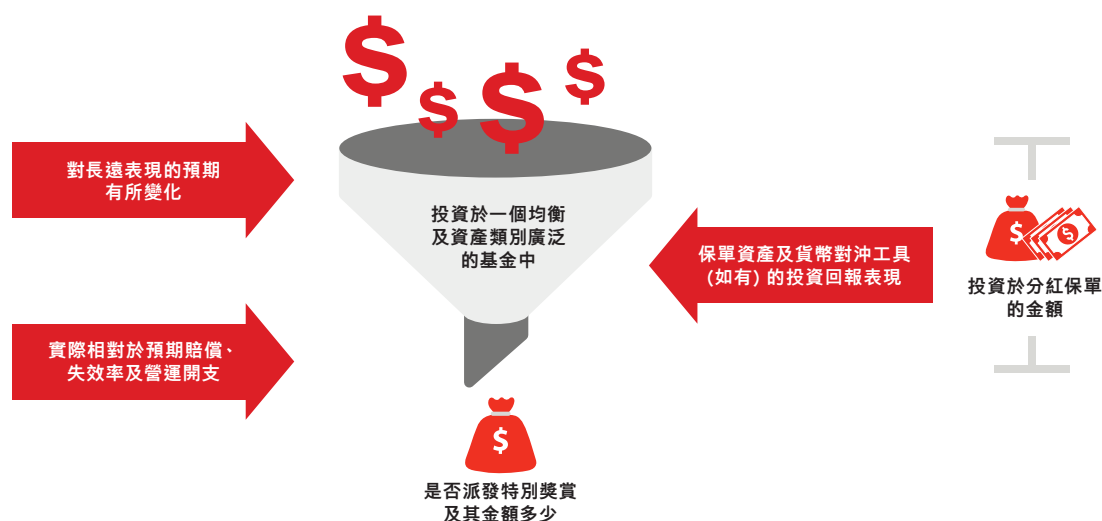 $
$
$
$
對長遠表現的預期
有所變化
投資於一個均衡
及資產類別廣泛
的基金中
保單資產及貨幣對沖工具
(如有) 的投資回報表現
$
$
投資於分紅保單
的金額
實際相對於預期賠償、
失效率及營運開支
$
是否派發特別獎賞
及其金額多少